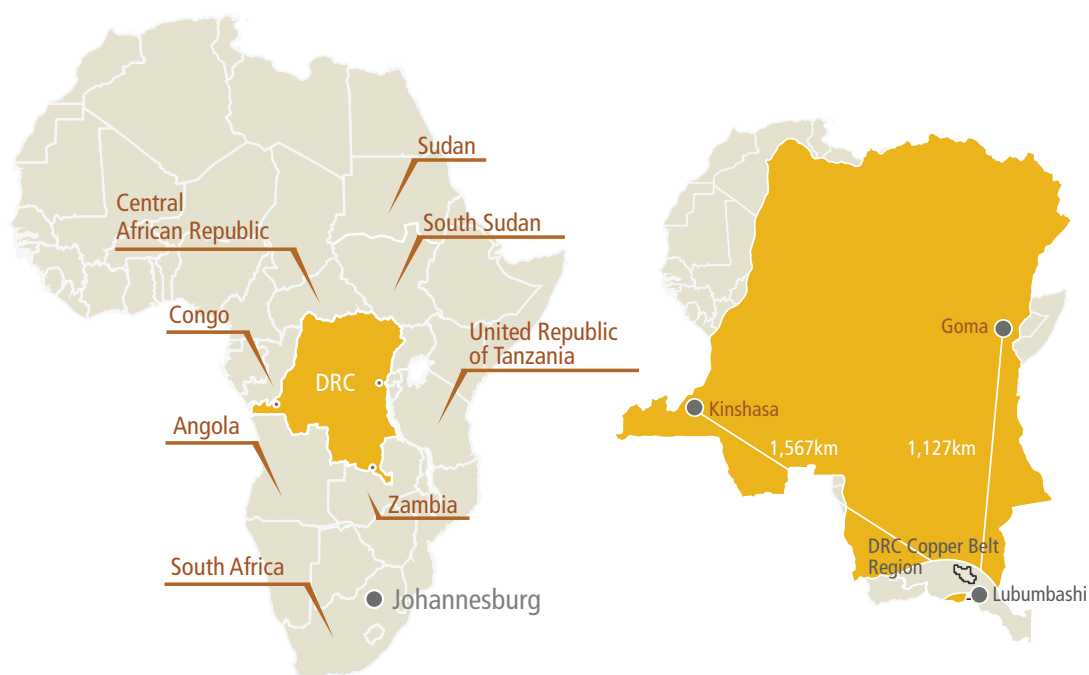 Sudan
Central
African Republic
South Sudan
Congo
United Republic
of Tanzania
DRC
Angola
Zambia
South Africa
Johannesburg
Goma
Kinshasa
1,567km
1,127km
DRC Copper Belt
Region
Lubumbashi